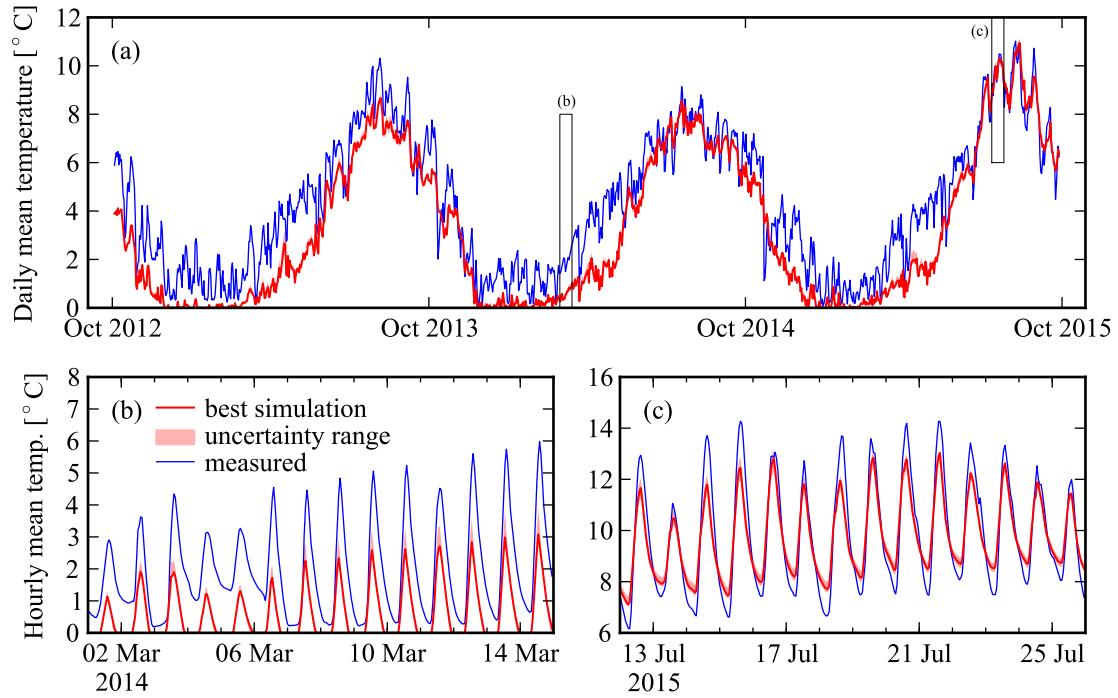 Daily mean temperature [°C]
12
10
8
6
4
2
0
(a)
(b)
(c)
Oct 2012
Oct 2013
Oct 2014
Oct 2015
Hourly mean temp. [°C]
8
7
6
5
4
3
2
1
0
(b)
best simulation
uncertainty range
measured
02 Mar
2014
06 Mar
10 Mar
14 Mar
16
14
12
10
8
6
(c)
13 Jul
2015
17 Jul
21 Jul
25 Jul